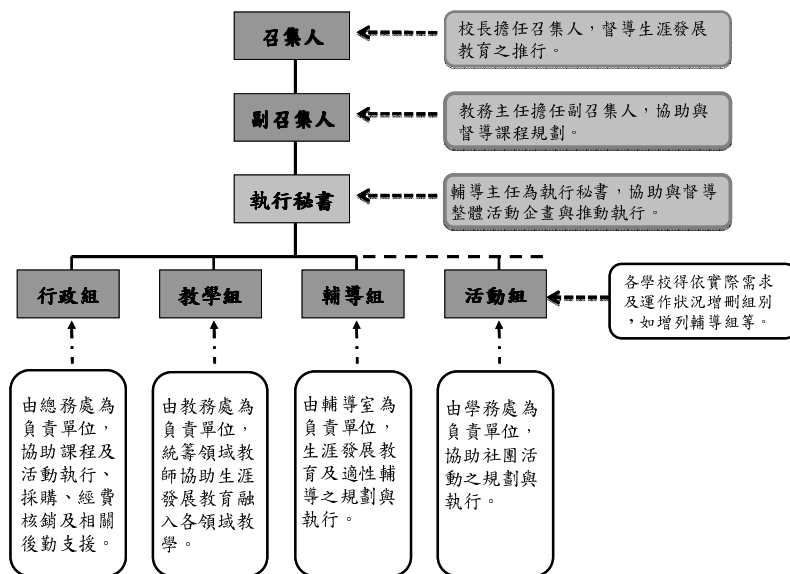 召集人
校長擔任召集人，督導生涯發展
教育之推行。
副召集人
教務主任擔任副召集人，協助與
督導課程規劃。
執行秘書
輔導主任為執行秘書，協助與督導
整體活動企畫與推動執行。
行政組
教學組
輔導組
活動組
各學校得依實際需求
及運作狀況增刪組別
，如增列輔導組等。
由總務處為
負責單位，
協助課程及
活動執行、
採購、經費
核銷及相關
後勤支援。
由教務處為
負責單位，
統籌領域教
師協助生涯
發展教育融
入各領域教
學。
由輔導室為
負責單位，
生涯發展教
育及適性輔
導之規劃與
執行。
由學務處為
負責單位，
協助社團活
動之規劃與
執行。